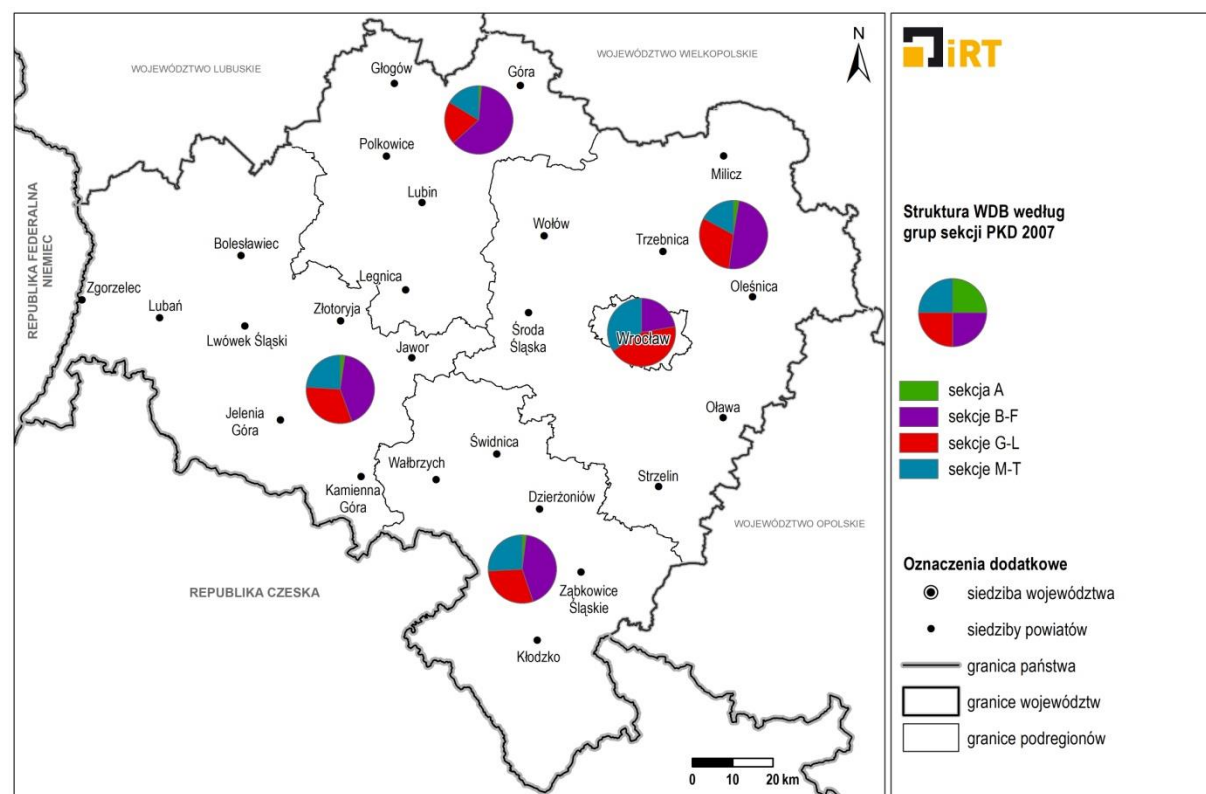 WOJEWÓDZTWO LUBUSKIE
WOJEWÓDZTWO WIELKOPOLSKIE
N
Głogów
Góra
Polkowice
Milicz
Lubin
Wołów
Trzebnica
REPUBLIKA FEDERALNA
NIEMIEC
Bolesławiec
Legnica
Oleśnica
Zgorzelec
Lubań
Złotoryja
Lwówek Śląski
Środa
Śląska
Wrocław
Jawor
Jelenia
Góra
Oława
Świdnica
Wałbrzych
Kamienna
Góra
Strzelin
Dzierżoniów
WOJEWÓDZTWO OPOLSKIE
REPUBLIKA CZESKA
Ząbkowice
Śląskie
Kłodzko
0 10 20 km
iRT
Struktura WDB według
grup sekcji PKD 2007
sekcja A
sekcje B-F
sekcje G-L
sekcje M-T
Oznaczenia dodatkowe
siedziba województwa
siedziby powiatów
granica państwa
granice województw
granice podregionów